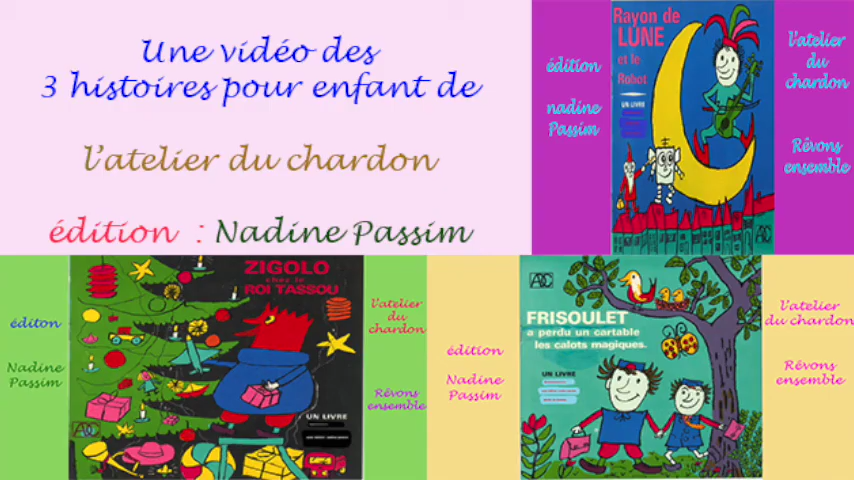 Une vidéo des
3 histoires pour enfant de
l'atelier du chardon
édition : Nadine Passim
édition
nadine
Passim
Rayon de
LUNE
et le
Robot
UN LIVRE
ABC
l'atelier
du
chardon
Rêvons
ensemble
éditon
Nadine
Passim
ZIGOLO
ROI TASSOU
UN LIVRE
ABC
l'atelier
du
chardon
Rêvons
ensemble
édition
Nadine
Passim
ABC
FRISOULET
a perdu un cartable
les calots magiques.
UN LIVRE
l'atelier
du chardon
Rêvons
ensemble